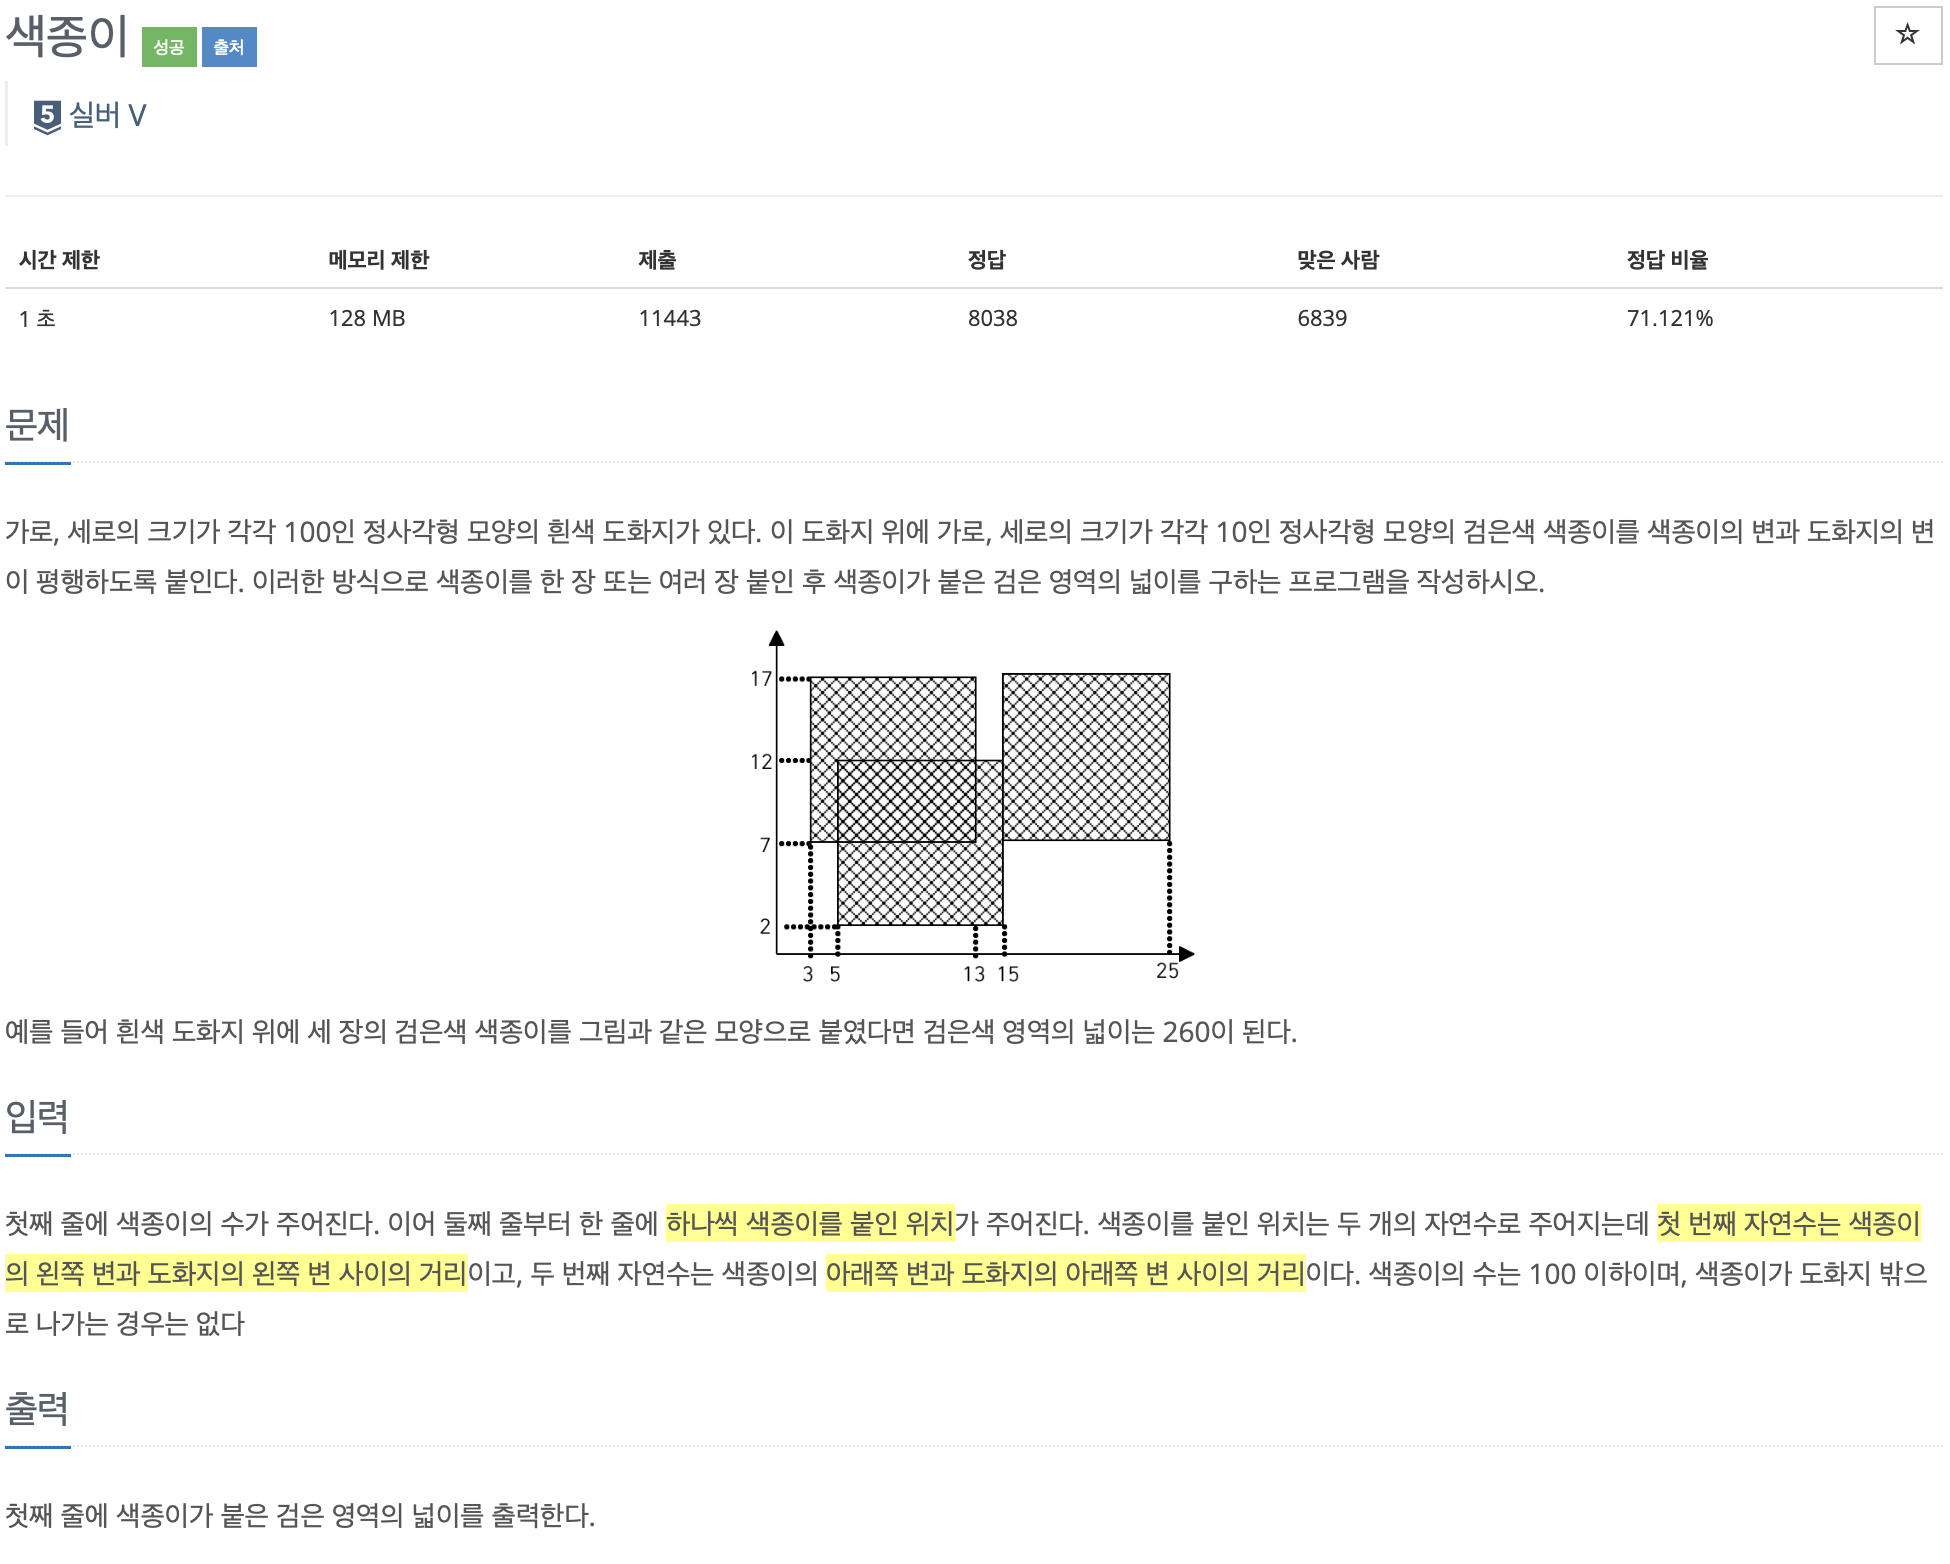 색종이 성공 출처
☆
5 실버 V
시간 제한 메모리 제한 제출 정답 맞은 사람 정답 비율
1 초 128 MB 11443 8038 6839 71.121%
문제
가로, 세로의 크기가 각각 100인 정사각형 모양의 흰색 도화지가 있다. 이 도화지 위에 가로, 세로의 크기가 각각 10인 정사각형 모양의 검은색 색종이를 색종이의 변과 도화지의 변
이 평행하도록 붙인다. 이러한 방식으로 색종이를 한 장 또는 여러 장 붙인 후 색종이가 붙은 검은 영역의 넓이를 구하는 프로그램을 작성하시오.
17
12
7
2
3 5 13 15 25
예를 들어 흰색 도화지 위에 세 장의 검은색 색종이를 그림과 같은 모양으로 붙였다면 검은색 영역의 넓이는 260이 된다.
입력
첫째 줄에 색종이의 수가 주어진다. 이어 둘째 줄부터 한 줄에 하나씩 색종이를 붙인 위치가 주어진다. 색종이를 붙인 위치는 두 개의 자연수로 주어지는데 첫 번째 자연수는 색종이
의 왼쪽 변과 도화지의 왼쪽 변 사이의 거리이고, 두 번째 자연수는 색종이의 아래쪽 변과 도화지의 아래쪽 변 사이의 거리이다. 색종이의 수는 100 이하이며, 색종이가 도화지 밖으
로 나가는 경우는 없다
출력
첫째 줄에 색종이가 붙은 검은 영역의 넓이를 출력한다.